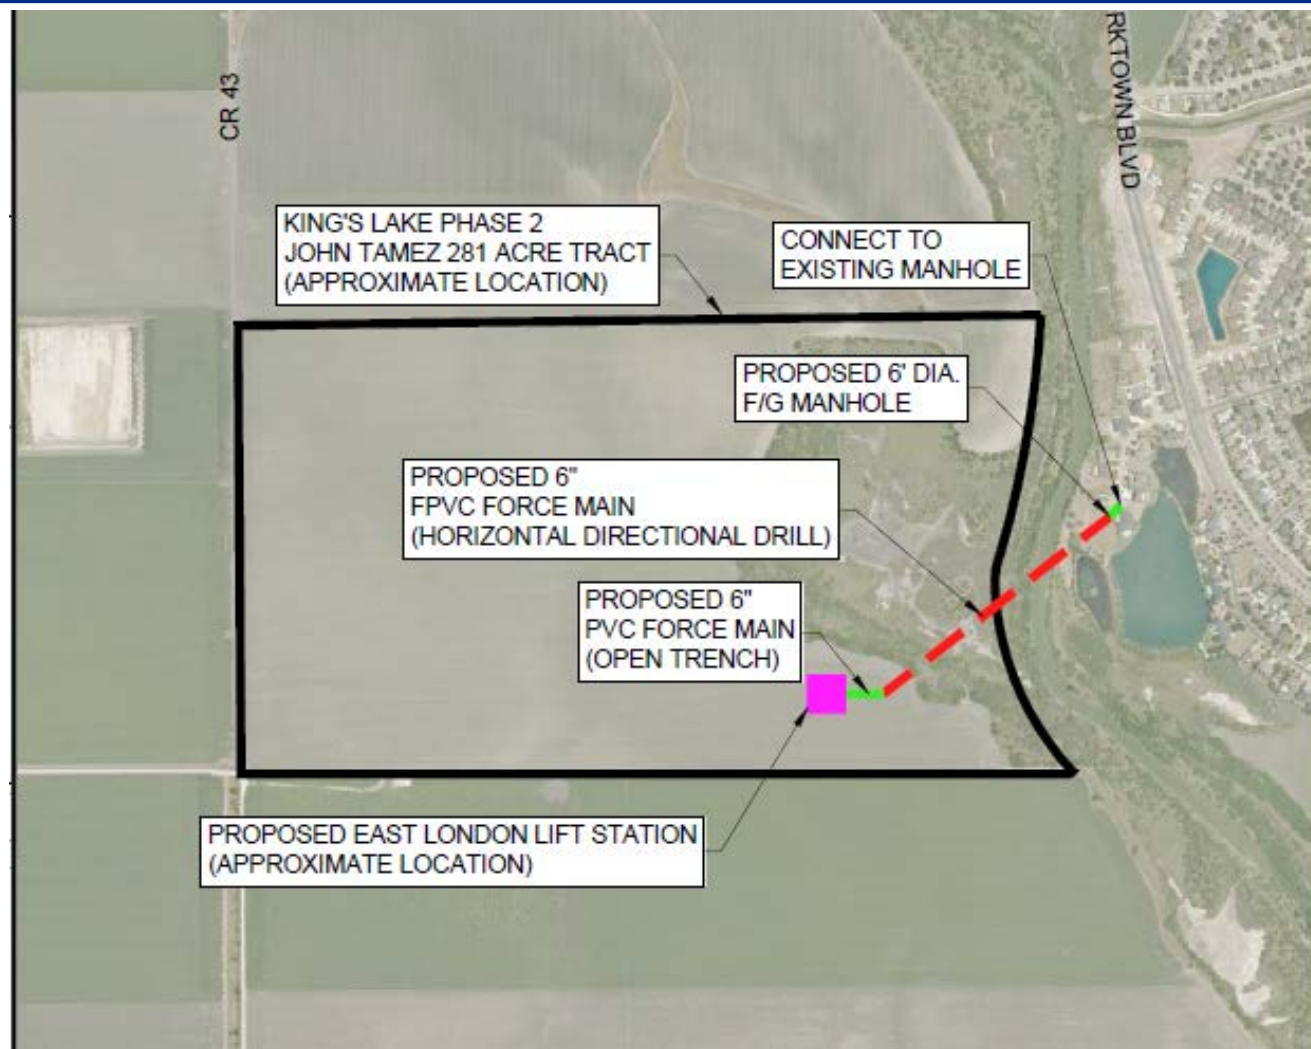 RKTOWN BLVD
CR 43
KING'S LAKE PHASE 2
JOHN TAMEZ 281 ACRE TRACT
(APPROXIMATE LOCATION)
CONNECT TO
EXISTING MANHOLE
PROPOSED 6' DIA.
F/G MANHOLE
PROPOSED 6"
FPVC FORCE MAIN
(HORIZONTAL DIRECTIONAL DRILL)
PROPOSED 6"
PVC FORCE MAIN
(OPEN TRENCH)
PROPOSED EAST LONDON LIFT STATION
(APPROXIMATE LOCATION)